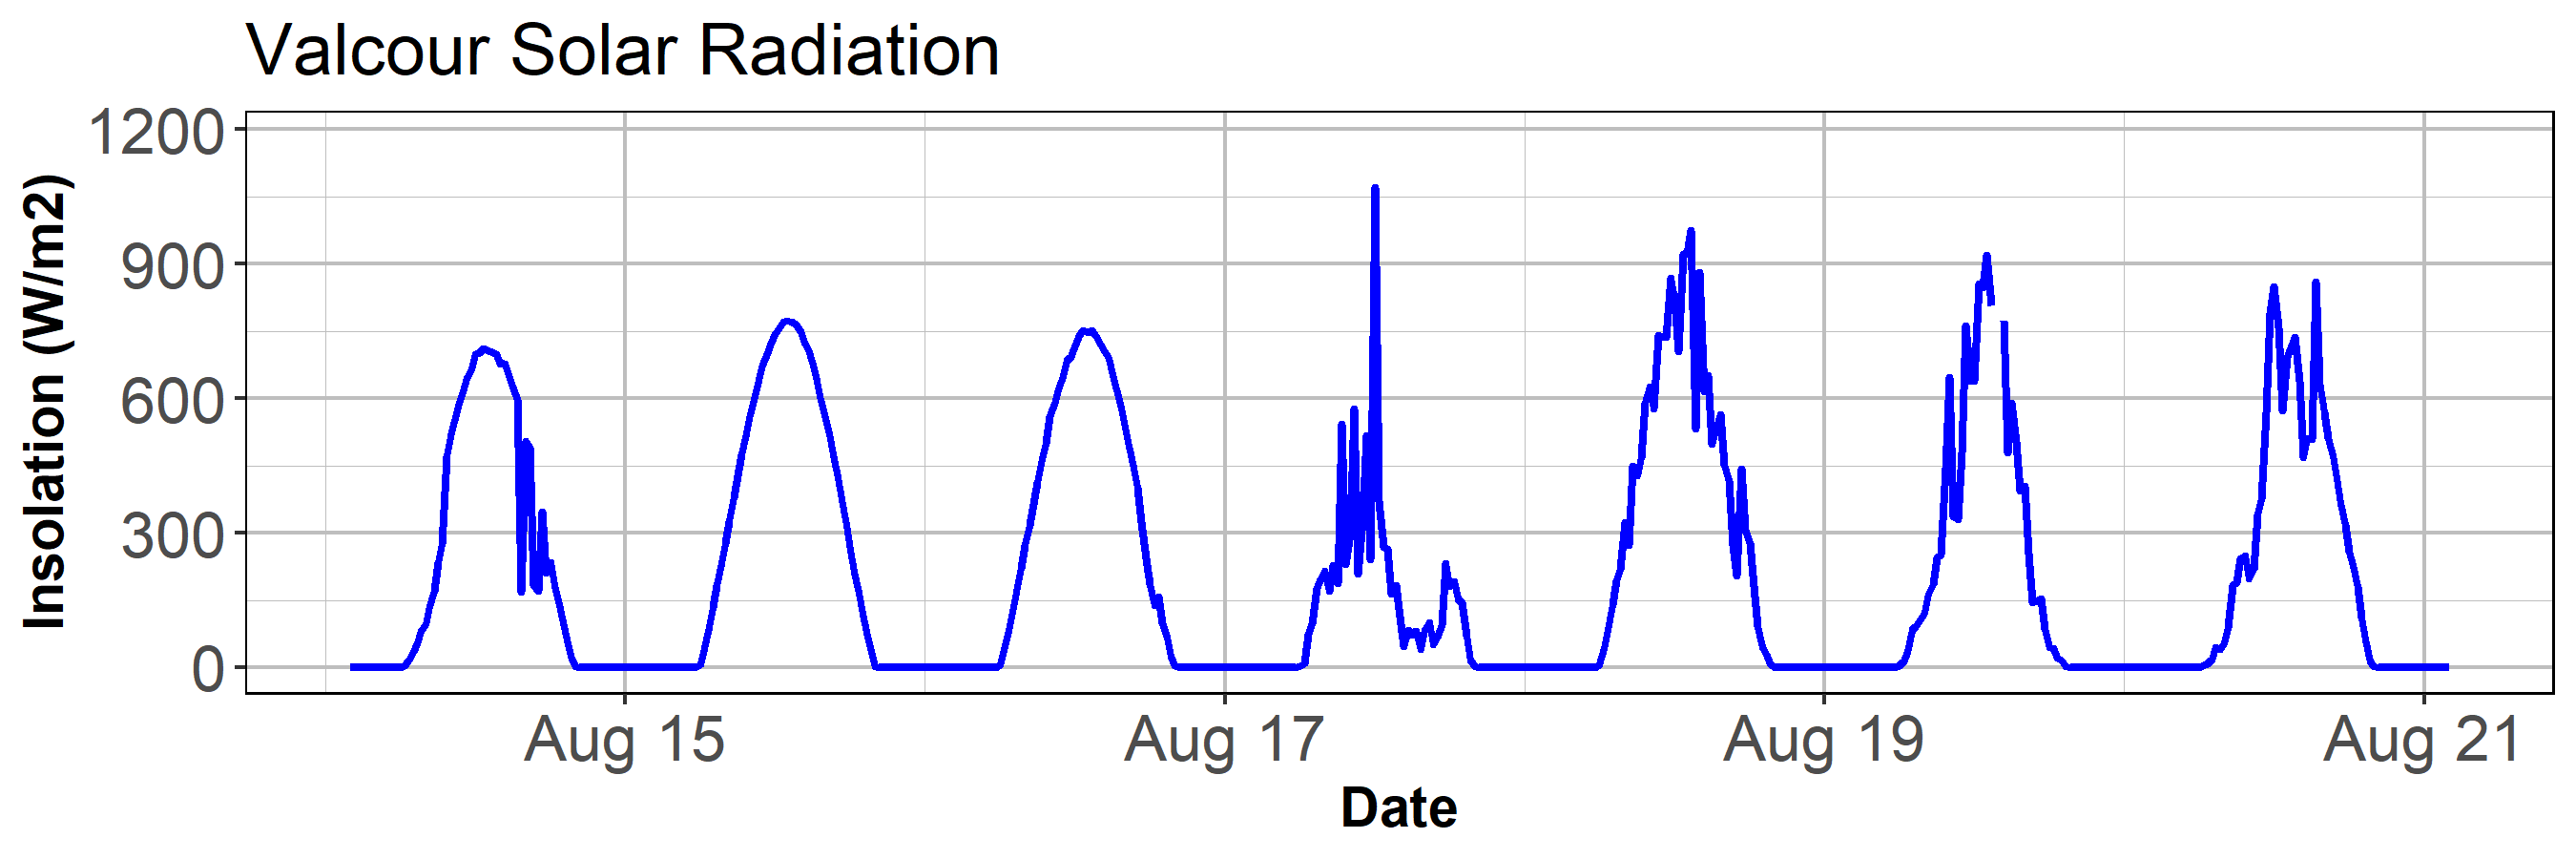 Valcour Solar Radiation
1200
900
600
300
0
Insolation (W/m2)
Aug 15
Aug 17
Aug 19
Aug 21
Date